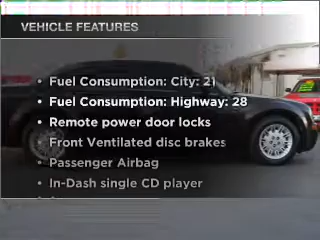 VEHICLE FEATURES
• Fuel Consumption: City: 21
• Fuel Consumption: Highway: 28
• Remote power door locks
• Front Ventilated disc brakes
• Passenger Airbag
• In-Dash single CD player